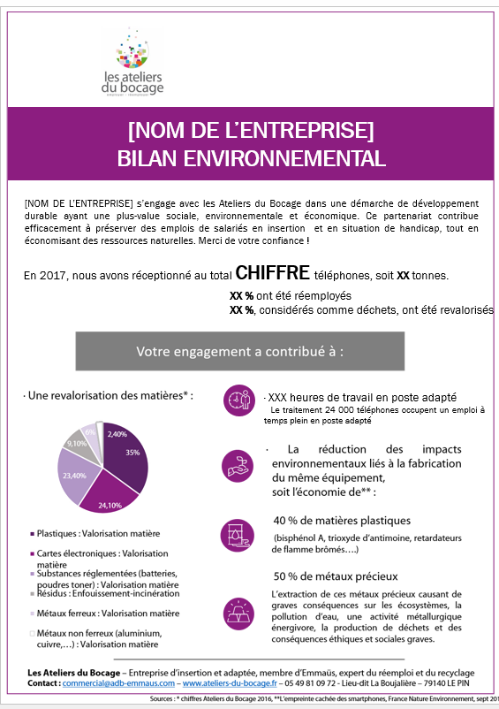 les ateliers
du bocage
[NOM DE L'ENTREPRISE]
BILAN ENVIRONNEMENTAL
[NOM DE L'ENTREPRISE] s'engage avec les Ateliers du Bocage dans une démarche de développement
durable ayant une plus-value sociale, environnementale et économique. Ce partenariat contribue
efficacement à préserver des emplois de salariés en insertion et en situation de handicap, tout en
économisant des ressources naturelles. Merci de votre confiance !
En 2017, nous avons réceptionné au total CHIFFRE téléphones, soit XX tonnes.
XX % ont été réemployés
XX %, considérés comme déchets, ont été revalorisés
Votre engagement a contribué à :
· Une revalorisation des matières* :
2,40%
35%
24,10%
23,40%
9,10%
6%
▪ Plastiques : Valorisation matière
▪ Cartes électroniques : Valorisation
matière
▪ Substances réglementées (batteries,
poudres toner) : Valorisation matière
▪ Résidus : Enfouissement-incinération
Métaux ferreux : Valorisation matière
□ Métaux non ferreux (aluminium,
cuivre,…) : Valorisation matière
· XXX heures de travail en poste adapté
Le traitement 24 000 téléphones occupent un emploi à
temps plein en poste adapté
· La réduction des impacts
environnementaux liés à la fabrication
du même équipement,
soit l'économie de** :
40 % de matières plastiques
(bisphénol A, trioxyde d'antimoine, retardateurs
de flamme brômés….)
50 % de métaux précieux
L'extraction de ces métaux précieux causant de
graves conséquences sur les écosystèmes, la
pollution d'eau, une activité métallurgique
énergivore, la production de déchets et des
conséquences éthiques et sociales graves.
Les Ateliers du Bocage – Entreprise d'insertion et adaptée, membre d'Emmaüs, expert du réemploi et du recyclage
Contact : commercial@adb-emmaus.com – www.ateliers-du-bocage.fr – 05 49 81 09 72 - Lieu-dit La Boujalière – 79140 LE PIN
Sources : * chiffres Ateliers du Bocage 2016, **L'empreinte cachée des smartphones, France Nature Environnement, sept